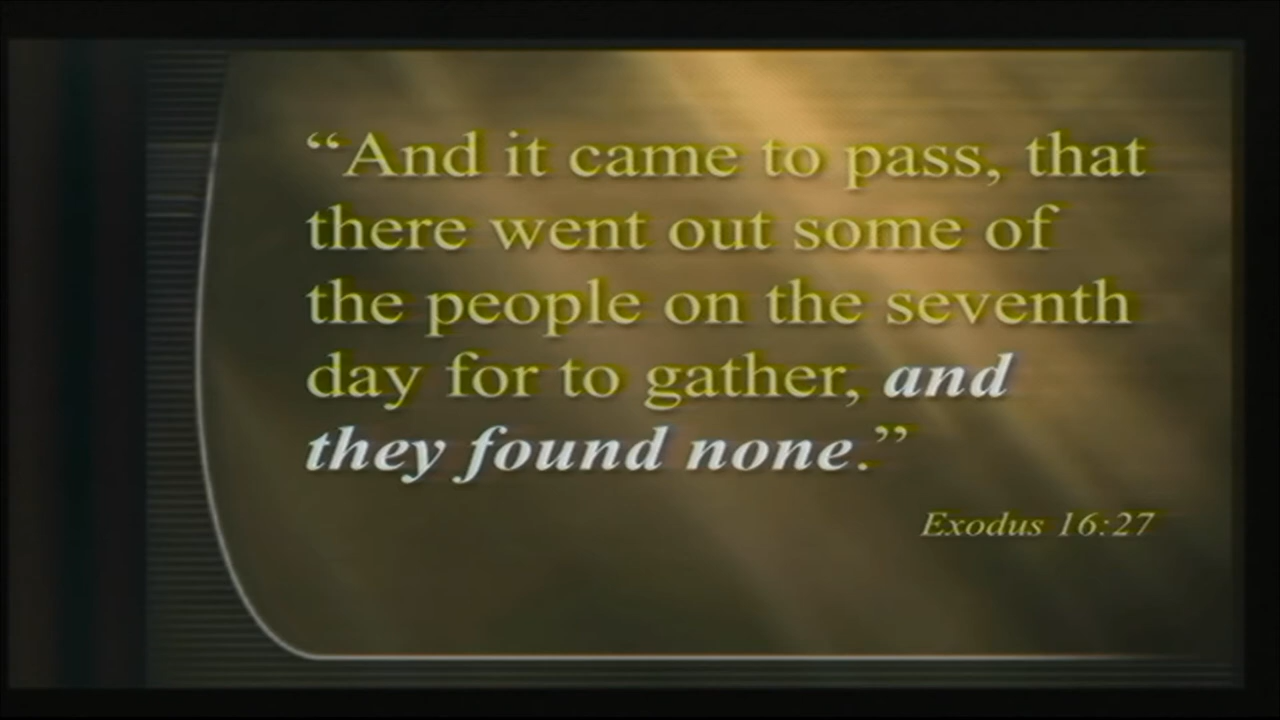 “And it came to pass, that
there went out some of
the people on the seventh
day for to gather, and
they found none.”
Exodus 16:27